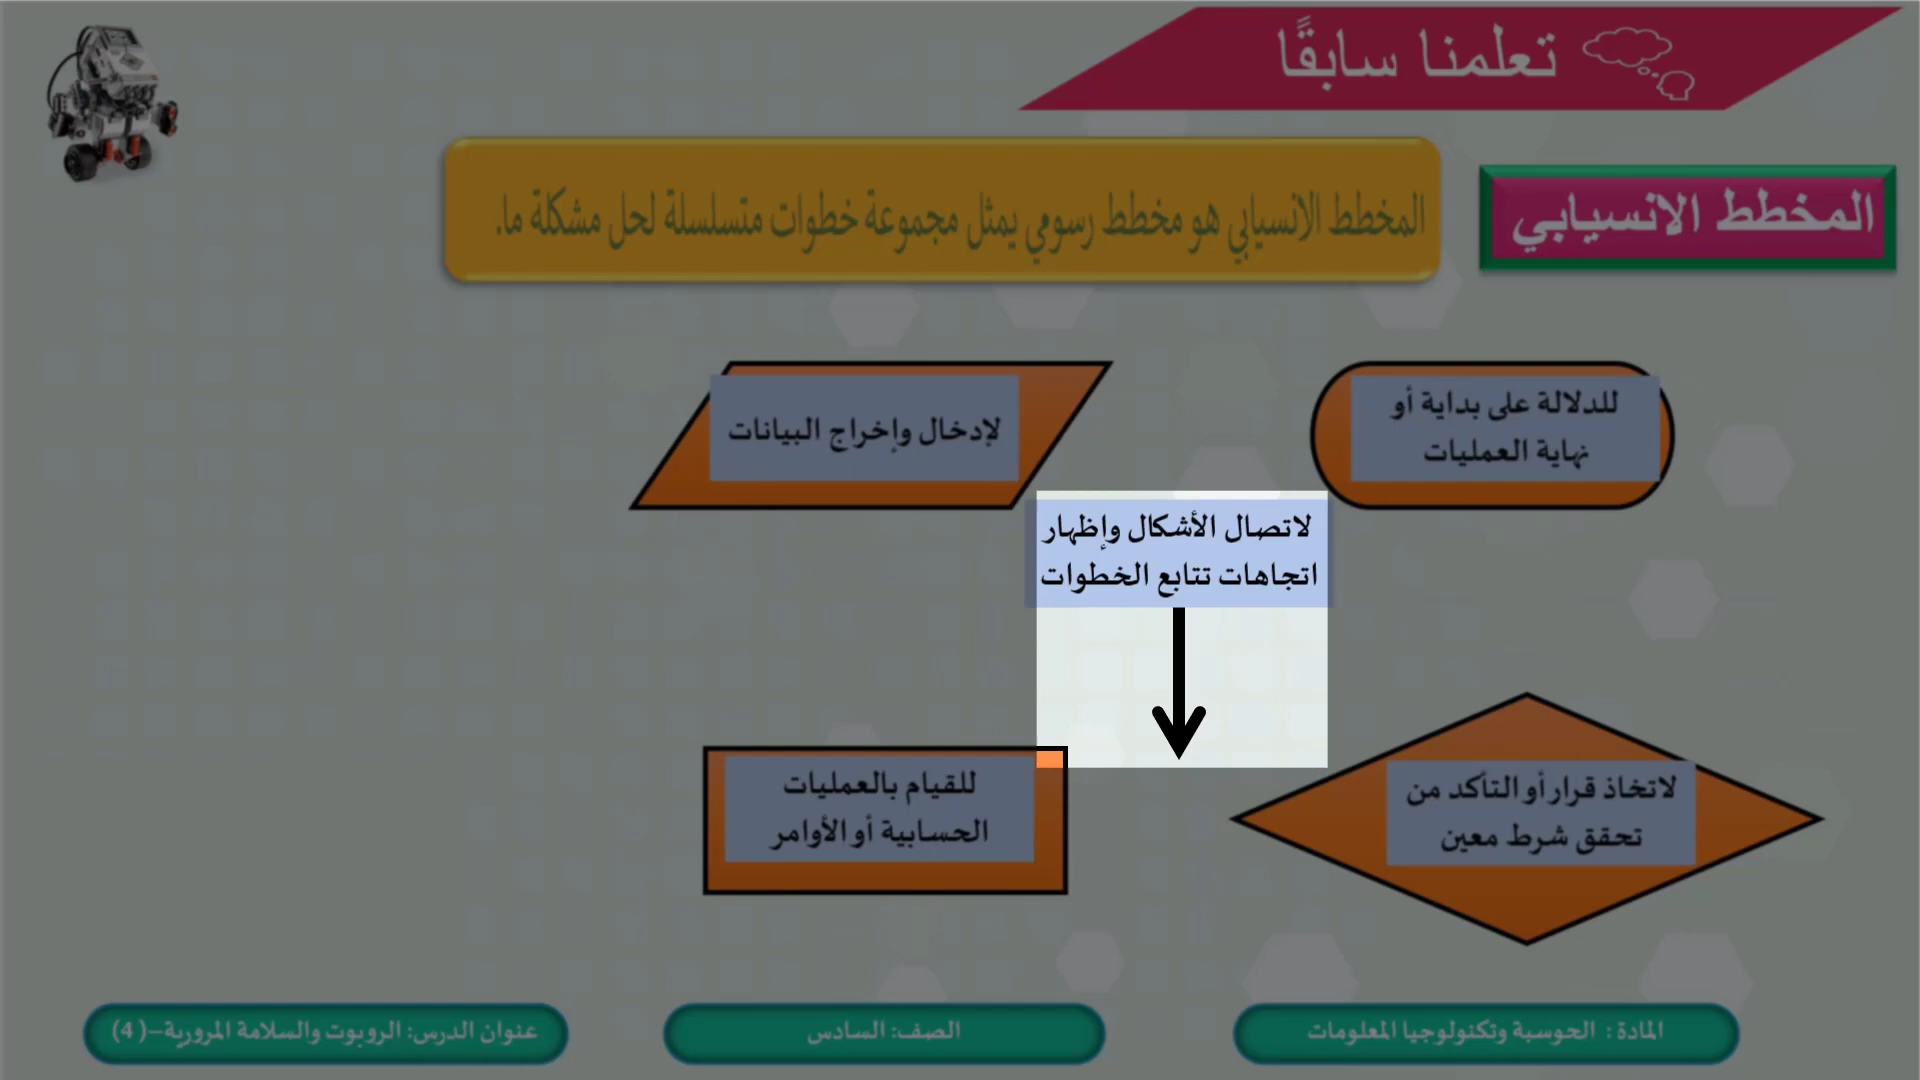 تعلمنا سابقًا
المخطط الانسيابي
المخطط الانسيابي هو مخطط رسومي يمثل مجموعة خطوات متسلسلة لحل مشكلة ما.
للدلالة على بداية أو
نهاية العمليات
لإدخال وإخراج البيانات
لاتصال الأشكال وإظهار
اتجاهات تتابع الخطوات
لاتخاذ قرار أو التأكد من
تحقق شرط معين
للقيام بالعمليات
الحسابية أو الأوامر
المادة : الحوسبة وتكنولوجيا المعلومات
الصف: السادس
عنوان الدرس: الروبوت والسلامة المرورية–(4 )